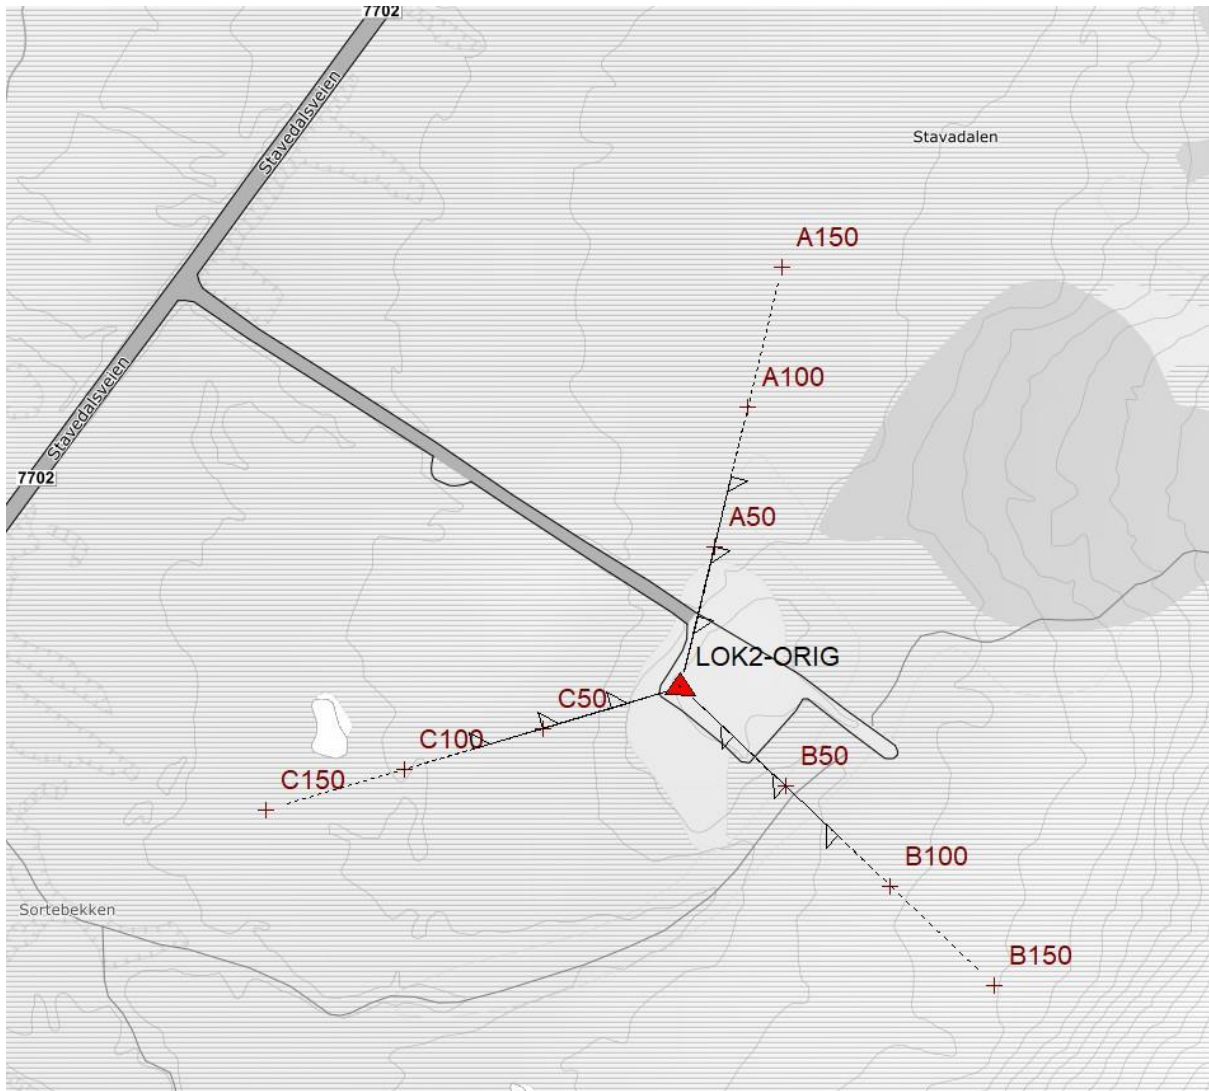 7702
Stavedalsveien
Stavadalen
A150
A100
Stavedalsveien
7702
A50
LOK2-ORIG
C50
C100
B50
C150
B100
Sortebekken
B150